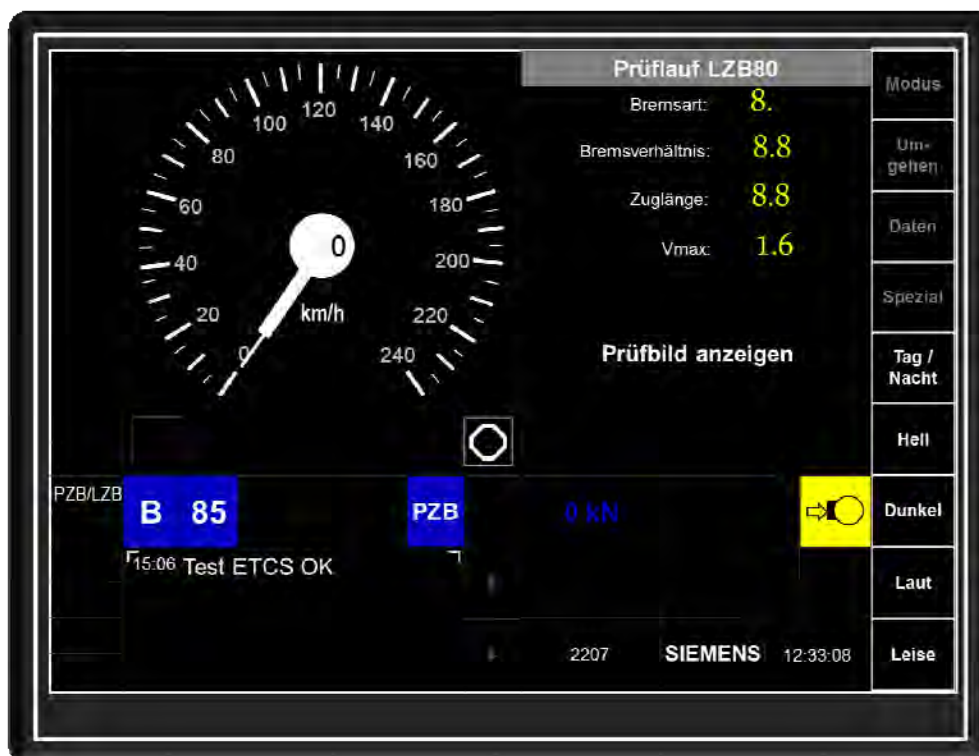 Prüflauf LZB80
Bremsart: 8.
Bremsverhältnis: 8.8
Zuglänge: 8.8
Vmax: 1.6
Prüfbild anzeigen
0
20
40
60
80
100
120
140
160
180
200
220
240
0
km/h
PZB/LZB
B 85
PZB
0 kN
15:06 Test ETCS OK
2207
SIEMENS
12:33:08
Modus
Um-
gehen
Daten
Spezial
Tag /
Nacht
Hell
Dunkel
Laut
Leise